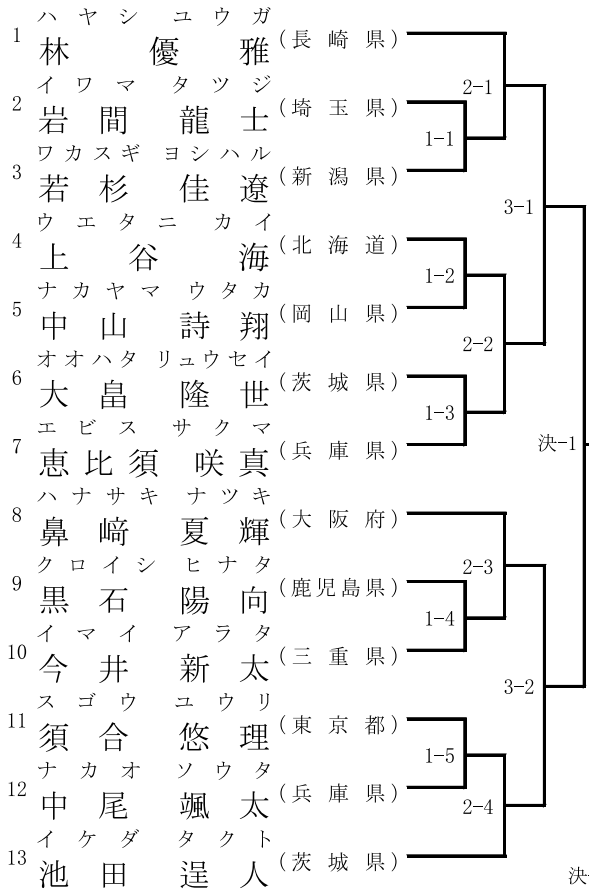 ハヤシ ユウガ
1 林 優雅 (長崎県)
2-1
イワマ タツジ
2 岩間 龍士 (埼玉県)
1-1
ワカスギ ヨシハル
3 若杉 佳遼 (新潟県)
3-1
ウエタニ カイ
4 上谷 海 (北海道)
1-2
ナカヤマ ウタカ
5 中山 詩翔 (岡山県)
2-2
オオハタ リュウセイ
6 大畠 隆世 (茨城県)
1-3
エビス サクマ
7 恵比須 咲真 (兵庫県)
決-1
ハナサキ ナツキ
8 鼻﨑 夏輝 (大阪府)
2-3
クロイシ ヒナタ
9 黒石 陽向 (鹿児島県)
1-4
イマイ アラタ
10 今井 新太 (三重県)
3-2
スゴウ ユウリ
11 須合 悠理 (東京都)
1-5
ナカオ ソウタ
12 中尾 颯太 (兵庫県)
2-4
イケダ タクト
13 池田 逞人 (茨城県)
決-